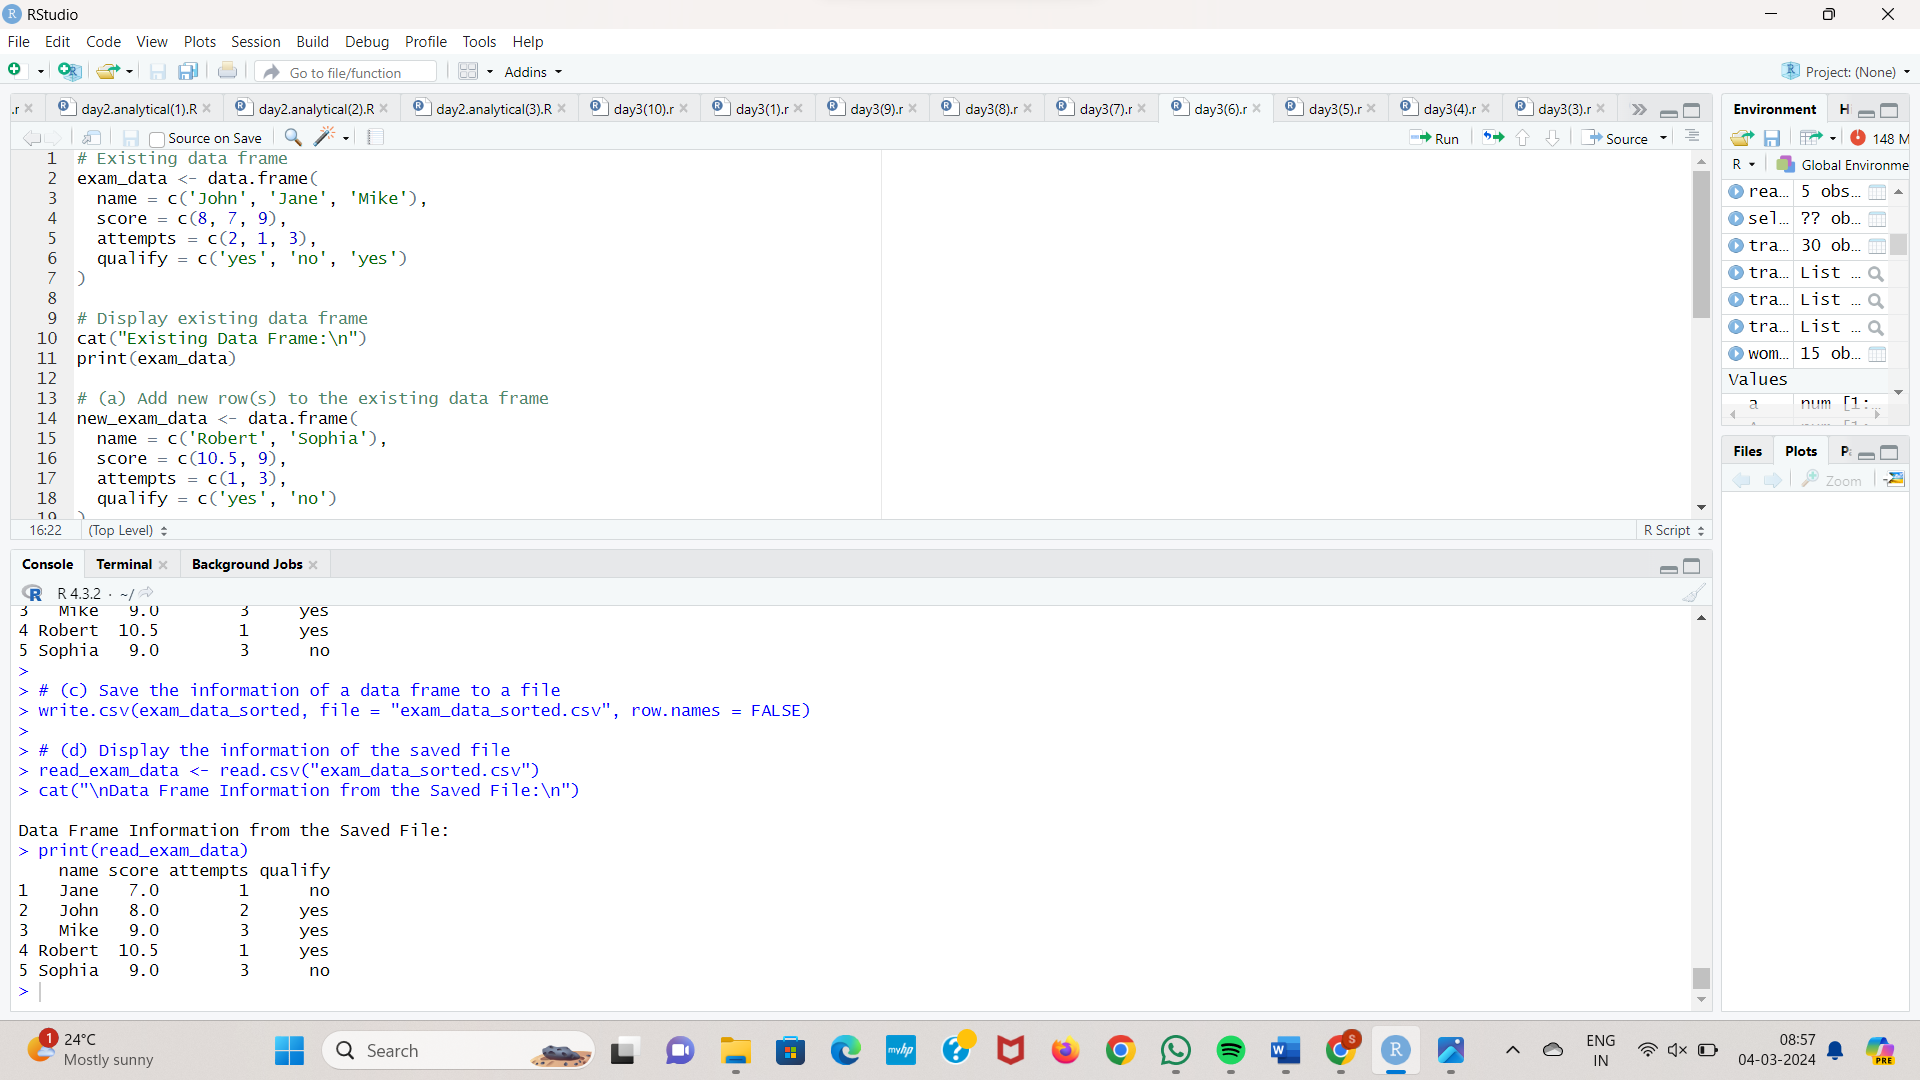 RStudio
File Edit Code View Plots Session Build Debug Profile Tools Help
Go to file/function Addins Project: (None)
.r day2.analytical(1).R day2.analytical(2).R day2.analytical(3).R day3(10).r day3(1).r day3(9).r day3(8).r day3(7).r day3(6).r day3(5).r day3(4).r day3(3).r
Source on Save Run Source
1 # Existing data frame
2 exam_data <- data.frame(
3 name = c('John', 'Jane', 'Mike'),
4 score = c(8, 7, 9),
5 attempts = c(2, 1, 3),
6 qualify = c('yes', 'no', 'yes')
7 )
8
9 # Display existing data frame
10 cat("Existing Data Frame:\n")
11 print(exam_data)
12
13 # (a) Add new row(s) to the existing data frame
14 new_exam_data <- data.frame(
15 name = c('Robert', 'Sophia'),
16 score = c(10.5, 9),
17 attempts = c(1, 3),
18 qualify = c('yes', 'no')
19 )
16:22 (Top Level) R Script
Console Terminal Background Jobs
R 4.3.2 · ~/
3 Mike 9.0 3 yes
4 Robert 10.5 1 yes
5 Sophia 9.0 3 no
>
> # (c) Save the information of a data frame to a file
> write.csv(exam_data_sorted, file = "exam_data_sorted.csv", row.names = FALSE)
>
> # (d) Display the information of the saved file
> read_exam_data <- read.csv("exam_data_sorted.csv")
> cat("\nData Frame Information from the Saved File:\n")
Data Frame Information from the Saved File:
> print(read_exam_data)
name score attempts qualify
1 Jane 7.0 1 no
2 John 8.0 2 yes
3 Mike 9.0 3 yes
4 Robert 10.5 1 yes
5 Sophia 9.0 3 no
>
Environment H
148 M
R Global Environme
rea... 5 obs...
sel... ?? ob...
tra... 30 ob...
tra... List ...
tra... List ...
tra... List ...
wom... 15 ob...
Values
a num [1:...
Files Plots P
Zoom
1 24°C
Mostly sunny
Search
myhp
S
W
R
ENG
IN
08:57
04-03-2024
PRE